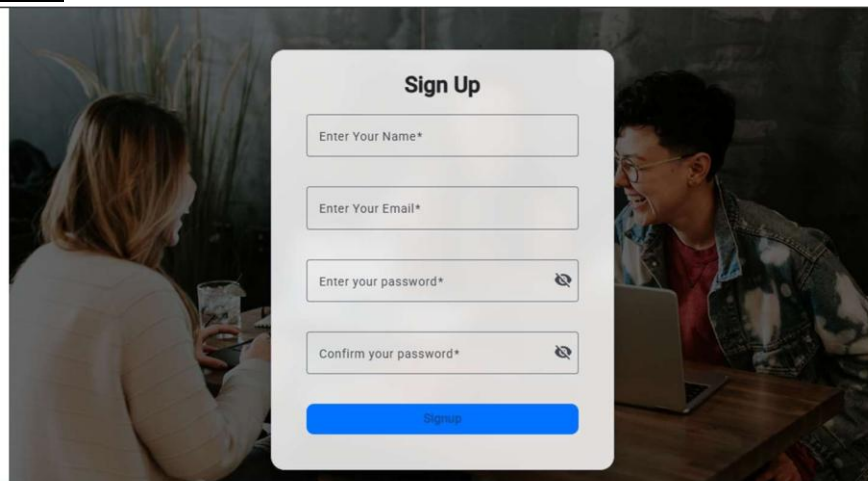 Sign Up
Enter Your Name*
Enter Your Email*
Enter your password*
Confirm your password*
Signup